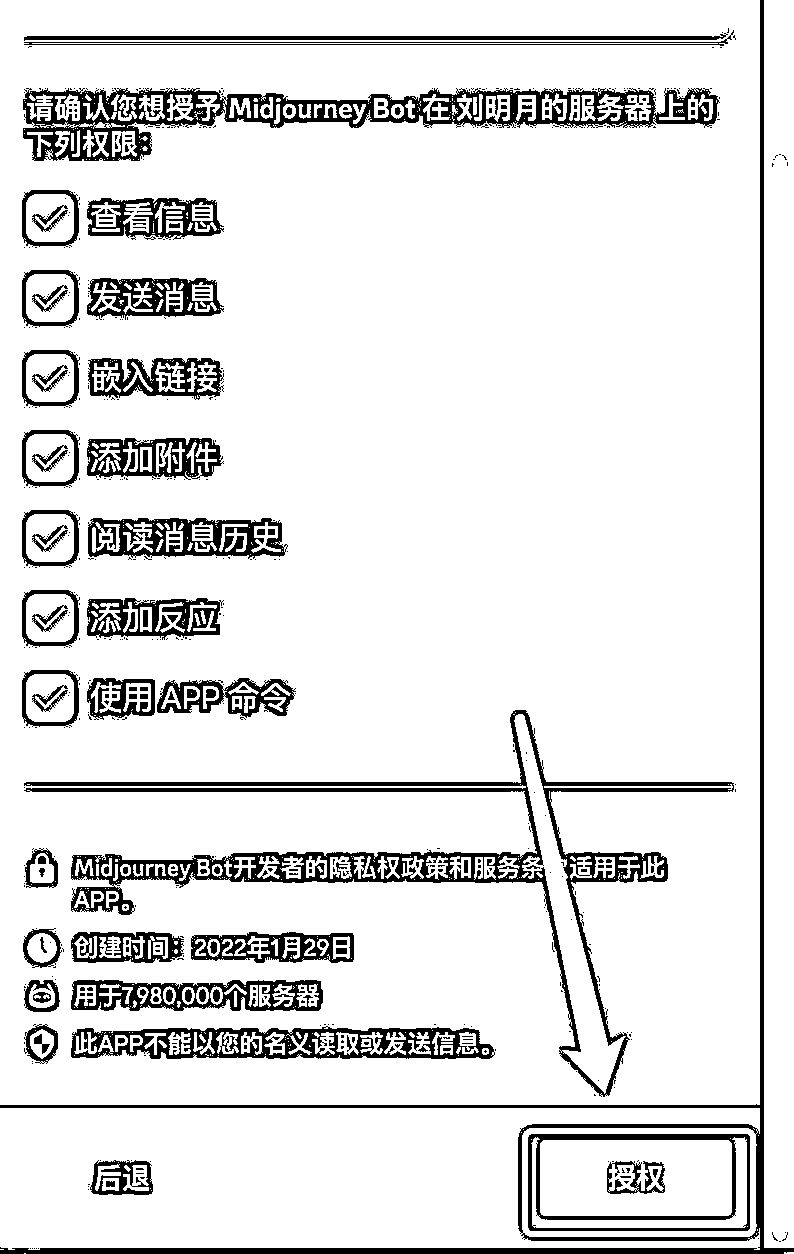 请确认您想授予 Midjourney Bot 在 刘明月的服务器 上的
下列权限：
查看信息
发送消息
嵌入链接
添加附件
阅读消息历史
添加反应
使用 APP 命令
Midjourney Bot开发者的隐私权政策和服务条 适用于此
APP。
创建时间：2022年1月29日
用于7,980,000个服务器
此APP不能以您的名义读取或发送信息。
后退
授权